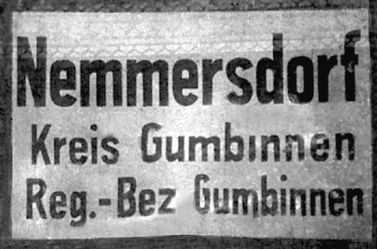 Nemmersdorf
Kreis Gumbinnen
Reg.-Bez Gumbinnen